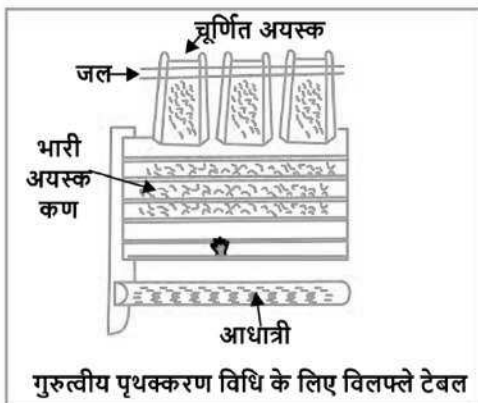 चूर्णित अयस्क
जल
भारी
अयस्क
कण
आधात्री
गुरुत्वीय पृथक्करण विधि के लिए विलफ्ले टेबल